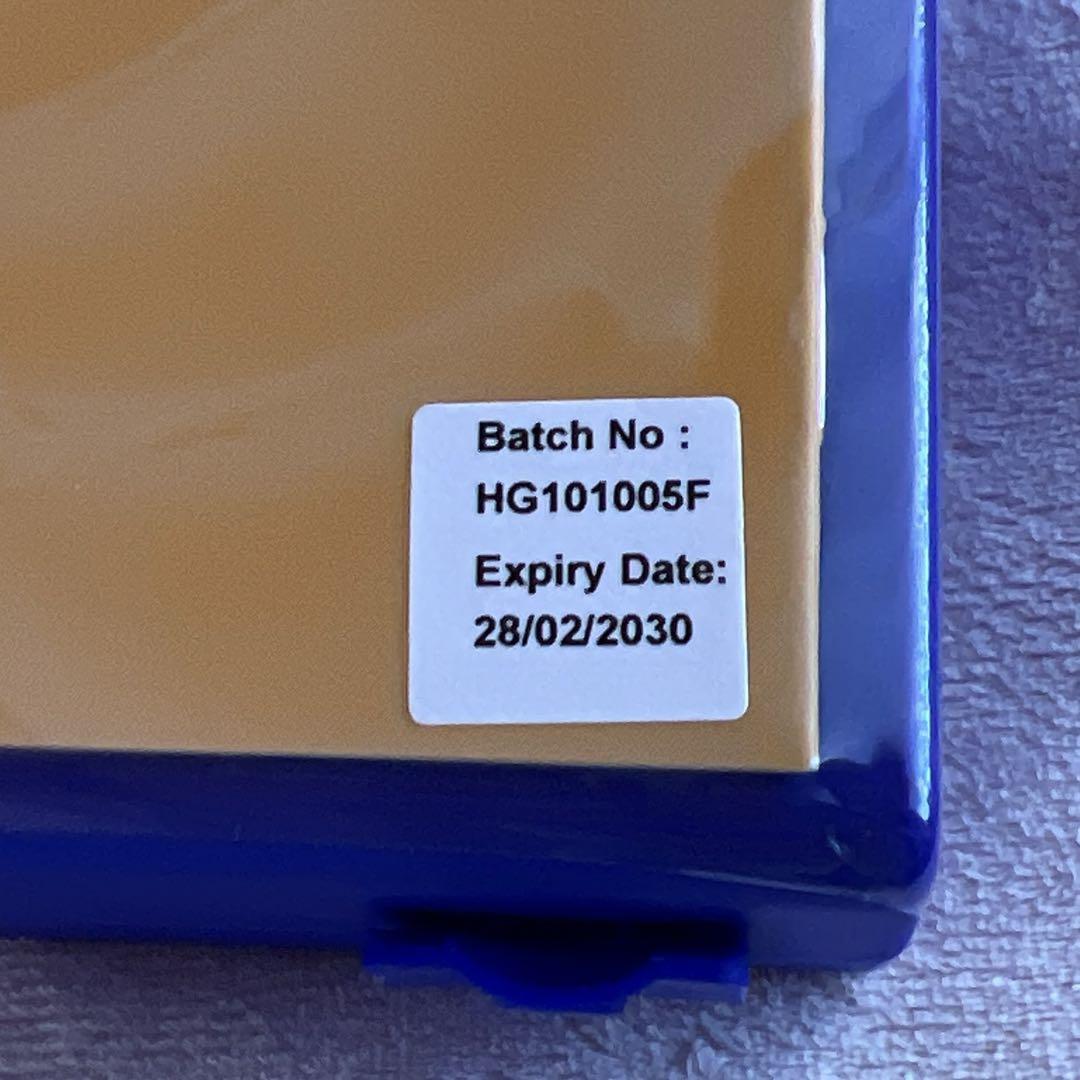 Batch No :
HG101005F
Expiry Date:
28/02/2030